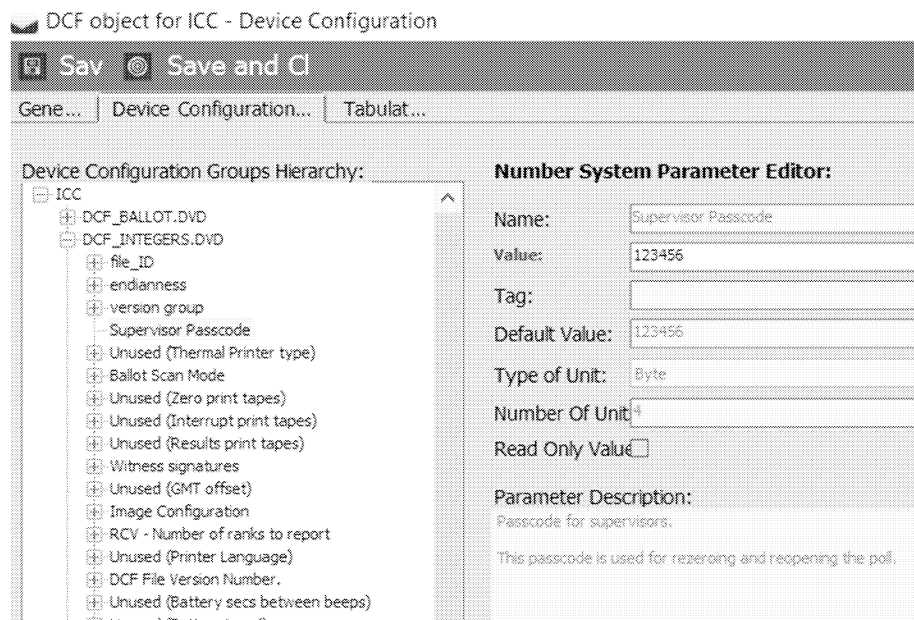 DCF object for ICC - Device Configuration
Sav Save and Cl
Gene... Device Configuration... Tabulat...
Device Configuration Groups Hierarchy:
ICC
DCF_BALLOT.DVD
DCF_INTEGERS.DVD
file_ID
endianness
version group
Supervisor Passcode
Unused (Thermal Printer type)
Ballot Scan Mode
Unused (Zero print tapes)
Unused (Interrupt print tapes)
Unused (Results print tapes)
Witness signatures
Unused (GMT offset)
Image Configuration
RCV - Number of ranks to report
Unused (Printer Language)
DCF File Version Number.
Unused (Battery secs between beeps)
Number System Parameter Editor:
Name: Supervisor Passcode
Value: 123456
Tag:
Default Value: 123456
Type of Unit: Byte
Number Of Unit 4
Read Only Value
Parameter Description:
Passcode for supervisors.
This passcode is used for rezeroing and reopening the poll.